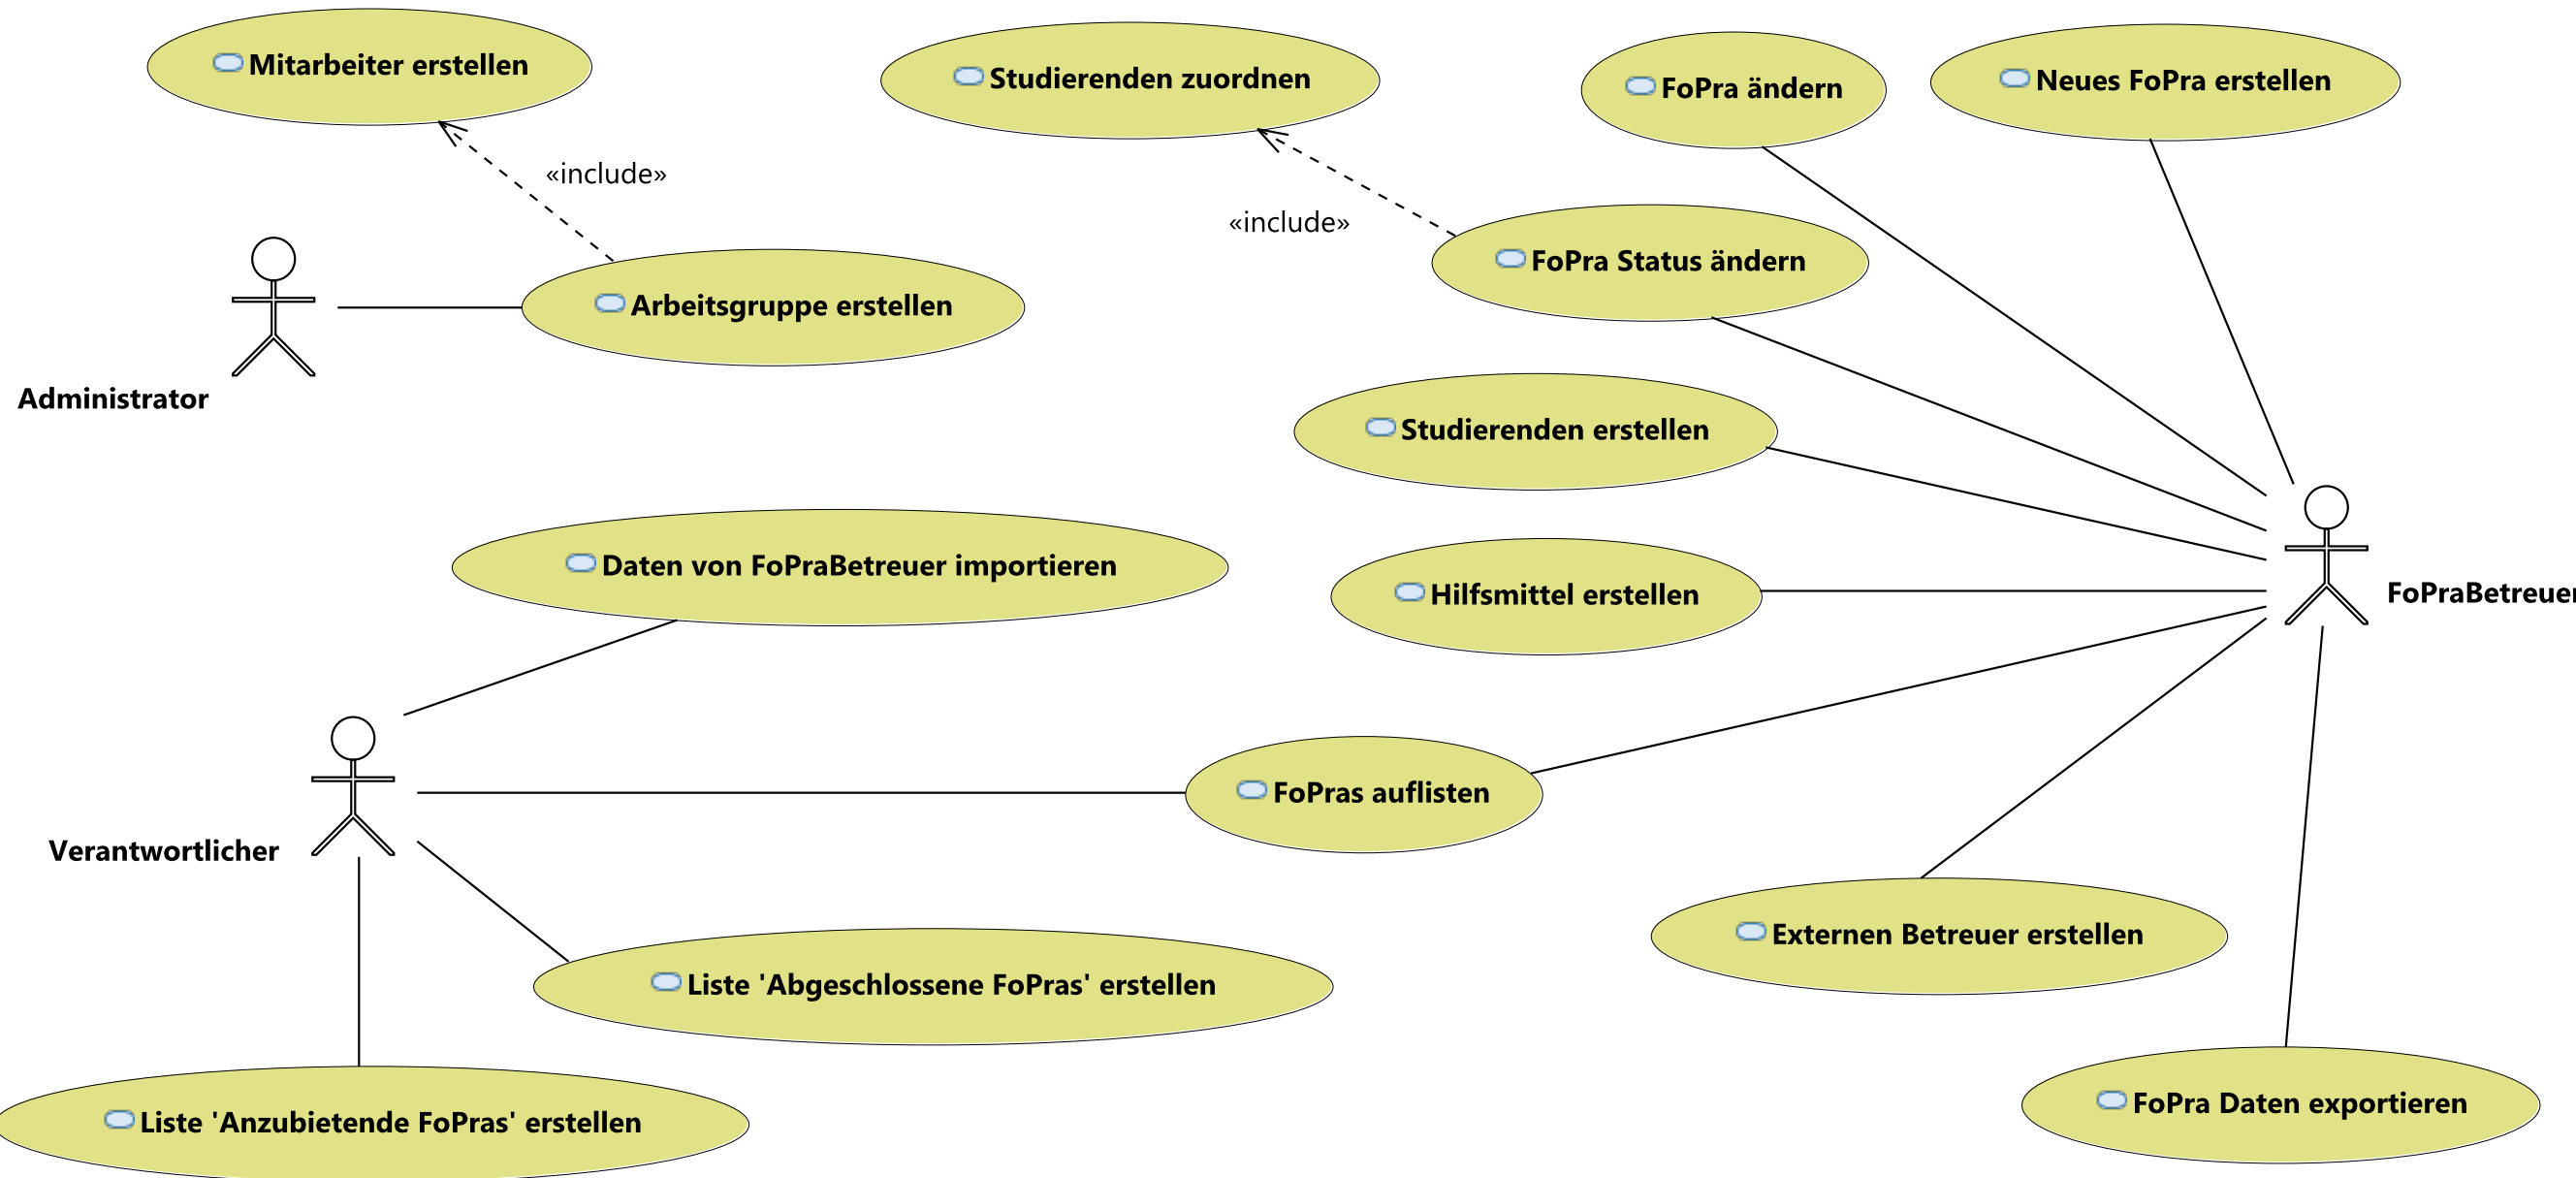 Mitarbeiter erstellen
Studierenden zuordnen
FoPra ändern
Neues FoPra erstellen
«include»
«include»
FoPra Status ändern
Arbeitsgruppe erstellen
Administrator
Studierenden erstellen
Daten von FoPraBetreuer importieren
Hilfsmittel erstellen
FoPraBetreuer
FoPras auflisten
Verantwortlicher
Externen Betreuer erstellen
Liste 'Abgeschlossene FoPras' erstellen
FoPra Daten exportieren
Liste 'Anzubietende FoPras' erstellen